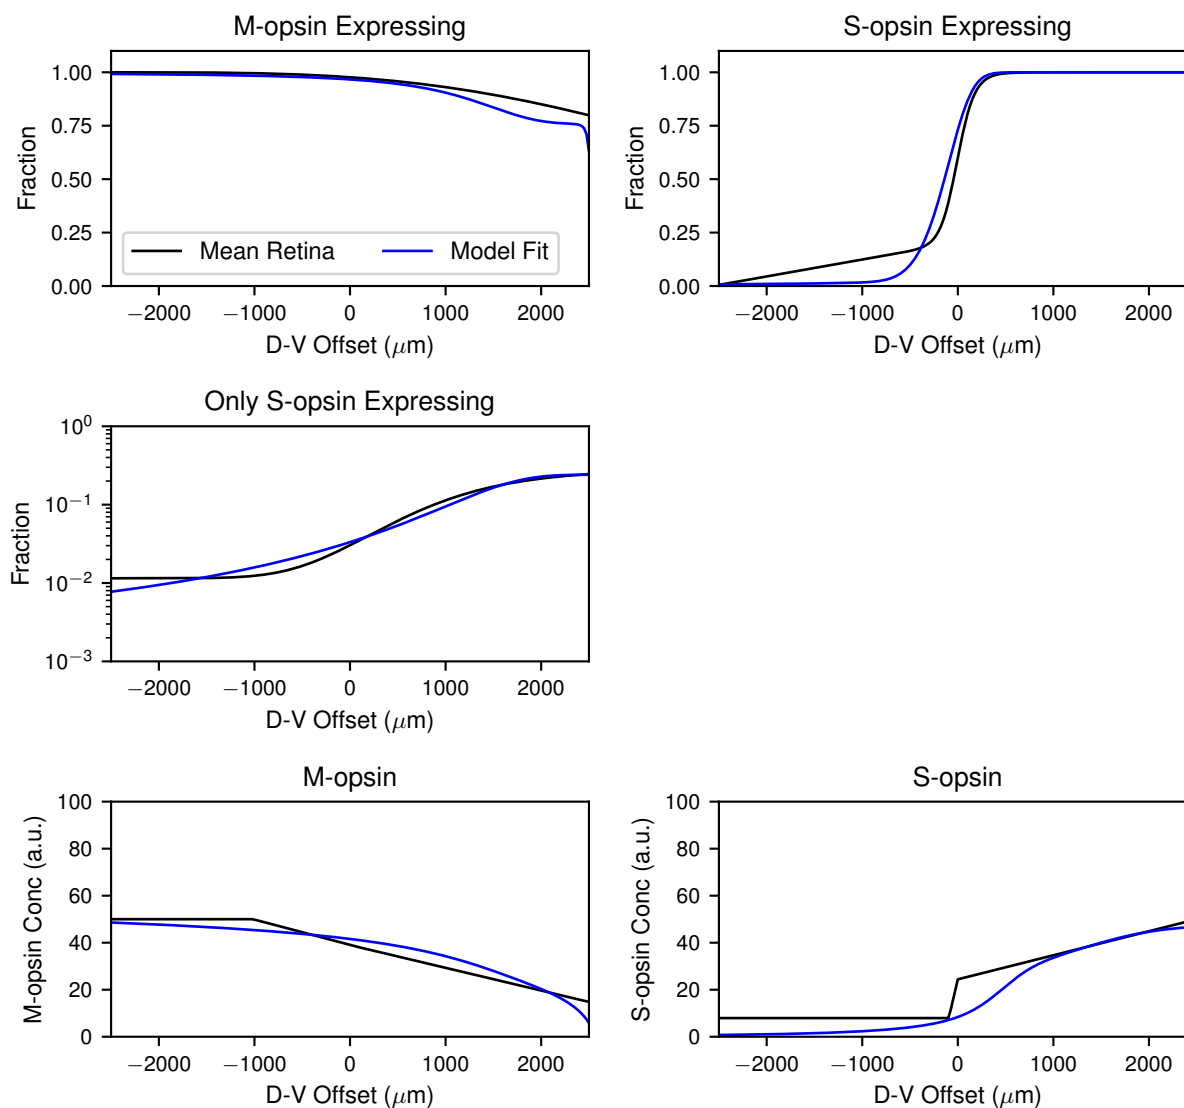 M-opsin Expressing
S-opsin Expressing
Fraction
1.00
0.75
0.50
0.25
0.00
Mean Retina
Model Fit
−2000 −1000 0 1000 2000
D-V Offset (μm)
Fraction
1.00
0.75
0.50
0.25
0.00
−2000 −1000 0 1000 2000
D-V Offset (μm)
Only S-opsin Expressing
Fraction
10⁰
10⁻¹
10⁻²
10⁻³
−2000 −1000 0 1000 2000
D-V Offset (μm)
M-opsin
M-opsin Conc (a.u.)
100
80
60
40
20
0
−2000 −1000 0 1000 2000
D-V Offset (μm)
S-opsin
S-opsin Conc (a.u.)
100
80
60
40
20
0
−2000 −1000 0 1000 2000
D-V Offset (μm)